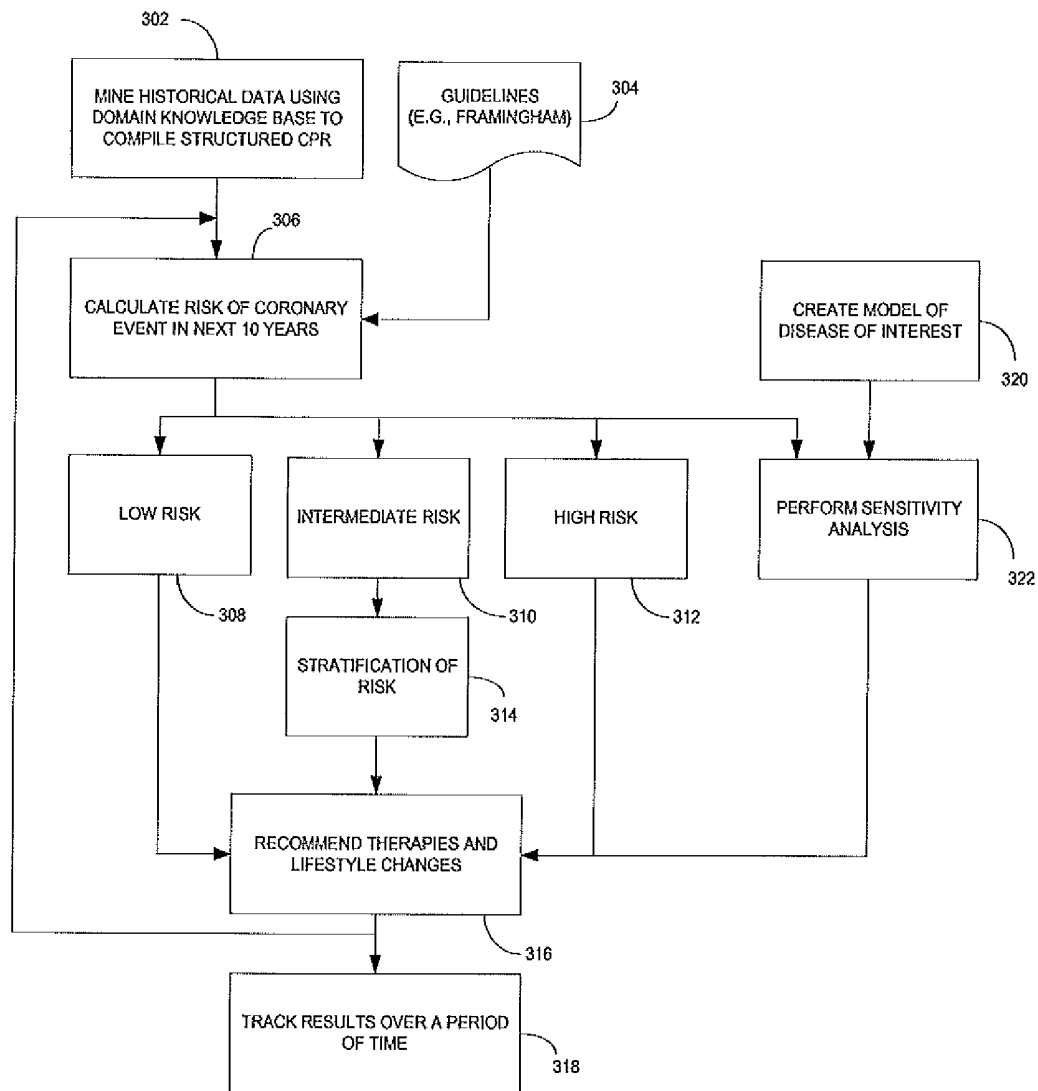 302
MINE HISTORICAL DATA USING
DOMAIN KNOWLEDGE BASE TO
COMPILE STRUCTURED CPR
GUIDELINES
(E.G., FRAMINGHAM)
304
306
CALCULATE RISK OF CORONARY
EVENT IN NEXT 10 YEARS
CREATE MODEL OF
DISEASE OF INTEREST
320
LOW RISK
308
INTERMEDIATE RISK
310
HIGH RISK
312
PERFORM SENSITIVITY
ANALYSIS
322
STRATIFICATION OF
RISK
314
RECOMMEND THERAPIES AND
LIFESTYLE CHANGES
316
TRACK RESULTS OVER A PERIOD
OF TIME
318